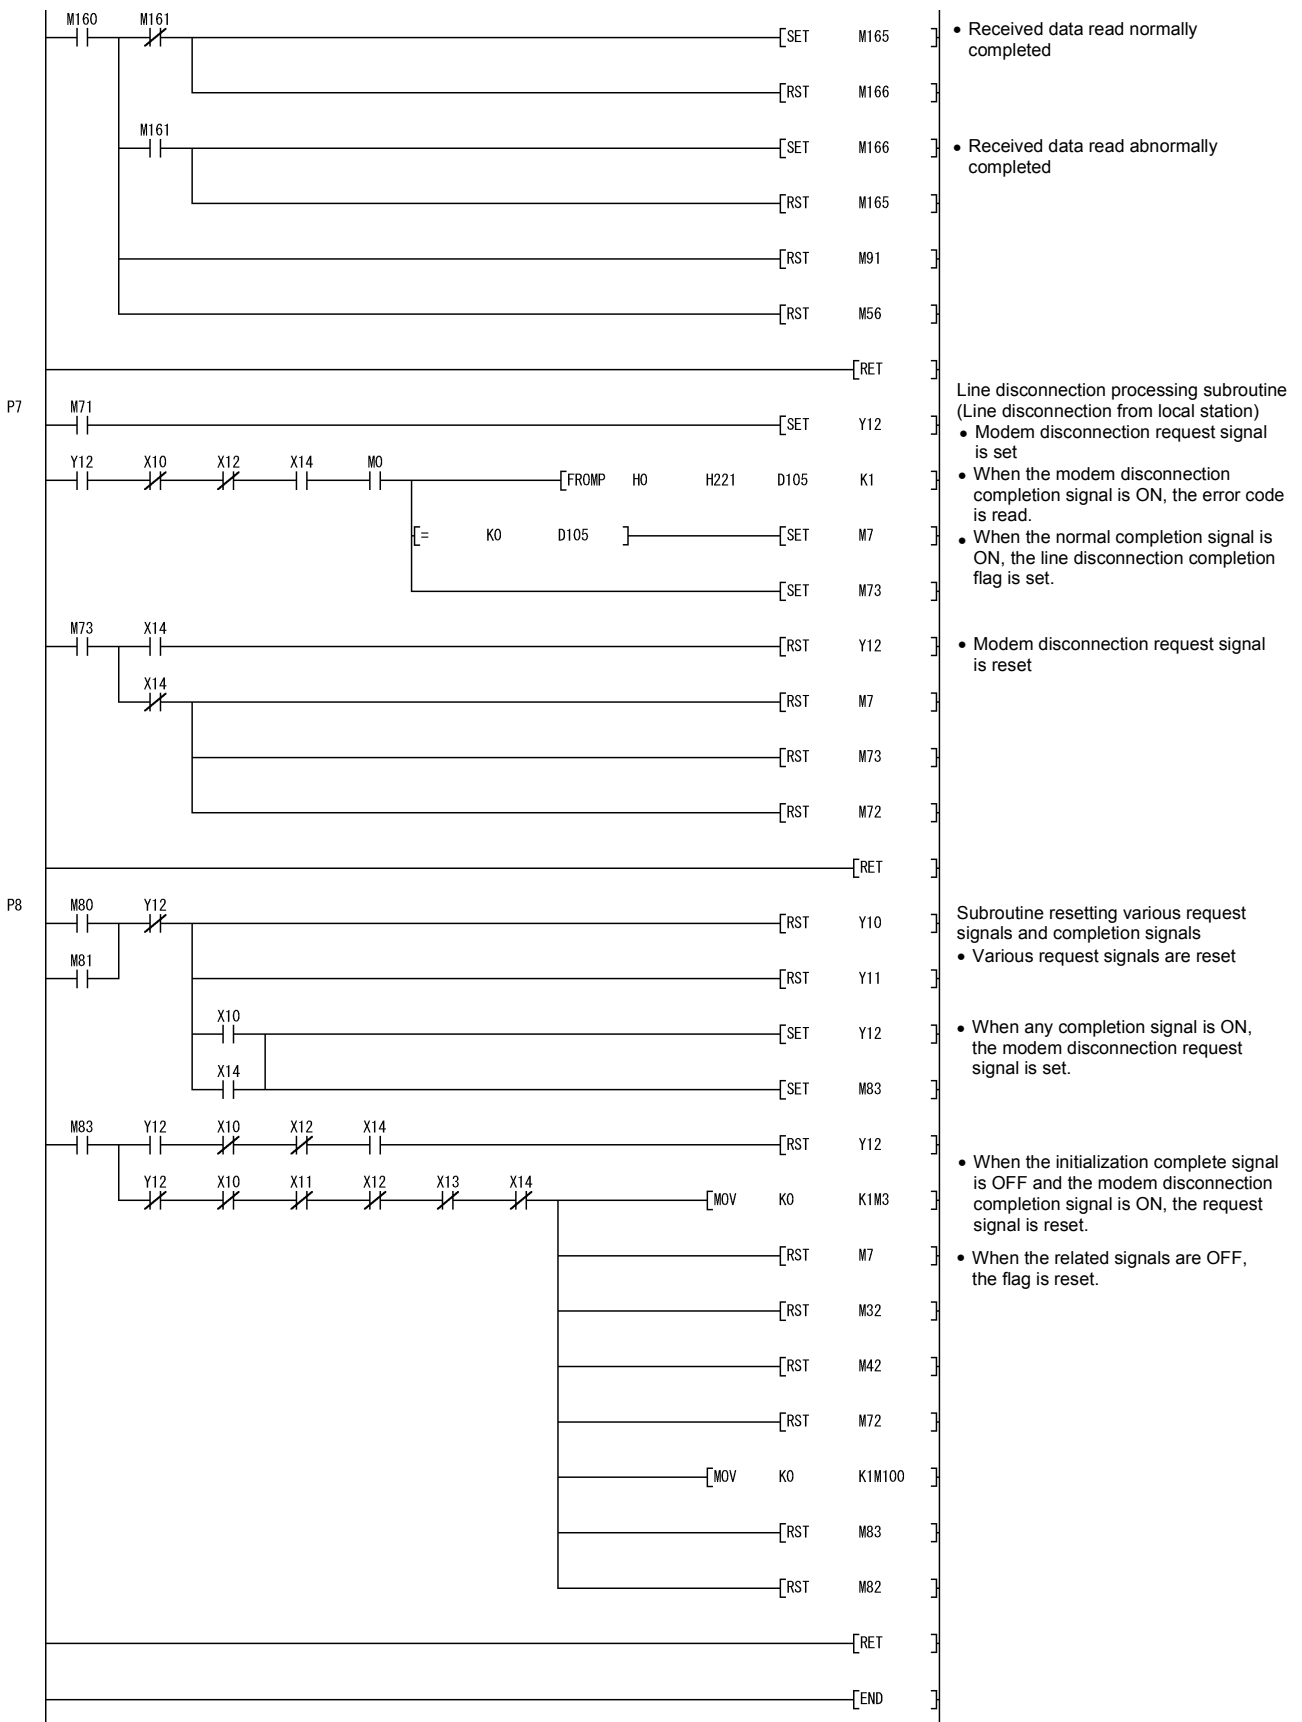 M160 M161
[SET M165 ]
• Received data read normally
completed
[RST M166 ]
M161
[SET M166 ]
• Received data read abnormally
completed
[RST M165 ]
[RST M91 ]
[RST M56 ]
[RET ]
Line disconnection processing subroutine
(Line disconnection from local station)
P7 M71
[SET Y12 ]
• Modem disconnection request signal
is set
Y12 X10 X12 X14 M0
[FROMP H0 H221 D105 K1 ]
• When the modem disconnection
completion signal is ON, the error code
is read.
[= K0 D105 ] [SET M7 ]
• When the normal completion signal is
ON, the line disconnection completion
flag is set.
[SET M73 ]
M73 X14
[RST Y12 ]
• Modem disconnection request signal
is reset
X14
[RST M7 ]
[RST M73 ]
[RST M72 ]
[RET ]
P8 M80 Y12
[RST Y10 ]
Subroutine resetting various request
signals and completion signals
• Various request signals are reset
M81
[RST Y11 ]
X10
[SET Y12 ]
• When any completion signal is ON,
the modem disconnection request
signal is set.
X14
[SET M83 ]
M83 Y12 X10 X12 X14
[RST Y12 ]
• When the initialization complete signal
is OFF and the modem disconnection
completion signal is ON, the request
signal is reset.
Y12 X10 X11 X12 X13 X14
[MOV K0 K1M3 ]
[RST M7 ]
• When the related signals are OFF,
the flag is reset.
[RST M32 ]
[RST M42 ]
[RST M72 ]
[MOV K0 K1M100 ]
[RST M83 ]
[RST M82 ]
[RET ]
[END ]